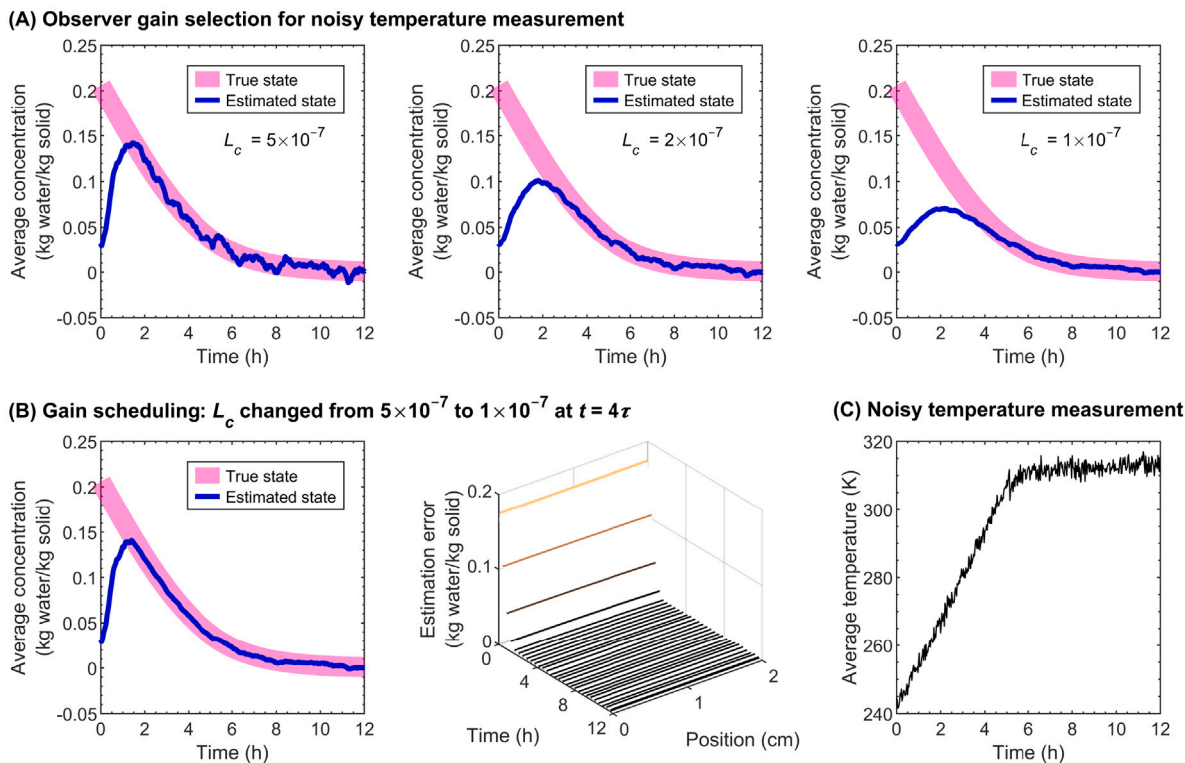 (A) Observer gain selection for noisy temperature measurement
Average concentration
(kg water/kg solid)
0.25
0.2
0.15
0.1
0.05
0
-0.05
True state
Estimated state
L_c = 5×10^-7
0 2 4 6 8 10 12
Time (h)
Average concentration
(kg water/kg solid)
0.25
0.2
0.15
0.1
0.05
0
-0.05
True state
Estimated state
L_c = 2×10^-7
0 2 4 6 8 10 12
Time (h)
Average concentration
(kg water/kg solid)
0.25
0.2
0.15
0.1
0.05
0
-0.05
True state
Estimated state
L_c = 1×10^-7
0 2 4 6 8 10 12
Time (h)
(B) Gain scheduling: L_c changed from 5×10^-7 to 1×10^-7 at t = 4τ
Average concentration
(kg water/kg solid)
0.25
0.2
0.15
0.1
0.05
0
-0.05
True state
Estimated state
0 2 4 6 8 10 12
Time (h)
Estimation error
(kg water/kg solid)
0.2
0.1
0
0
4
8
12
Time (h)
0
1
2
Position (cm)
(C) Noisy temperature measurement
Average temperature (K)
320
300
280
260
240
0 2 4 6 8 10 12
Time (h)